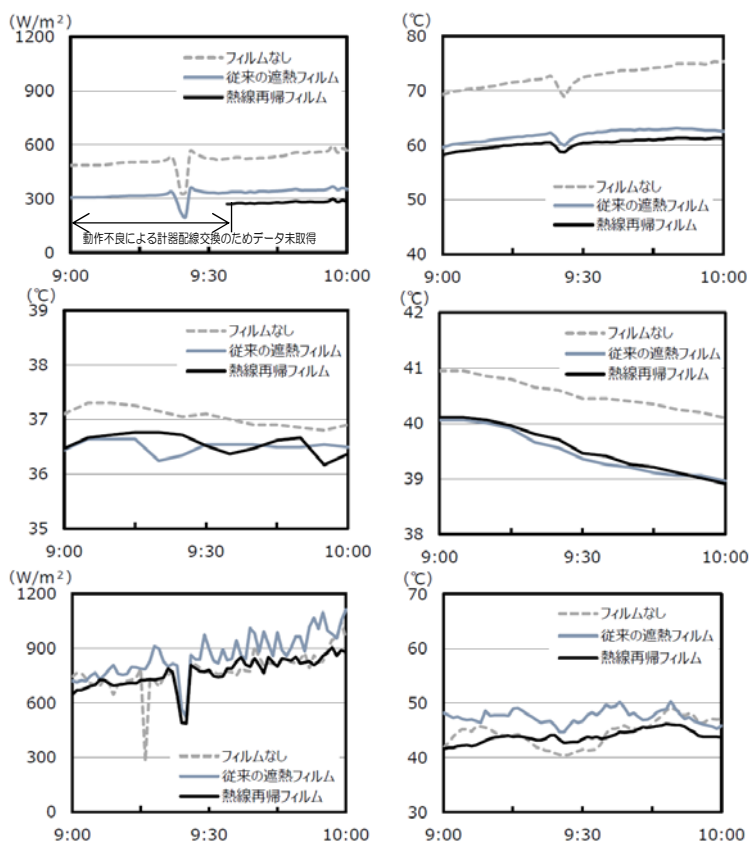 (W/m²)
1200
900
600
300
0
フィルムなし
従来の遮熱フィルム
熱線再帰フィルム
動作不良による計器配線交換のためデータ未取得
9:00 9:30 10:00
(℃)
80
70
60
50
40
フィルムなし
従来の遮熱フィルム
熱線再帰フィルム
9:00 9:30 10:00
(℃)
39
38
37
36
35
フィルムなし
従来の遮熱フィルム
熱線再帰フィルム
9:00 9:30 10:00
(℃)
42
41
40
39
38
フィルムなし
従来の遮熱フィルム
熱線再帰フィルム
9:00 9:30 10:00
(W/m²)
1200
900
600
300
0
フィルムなし
従来の遮熱フィルム
熱線再帰フィルム
9:00 9:30 10:00
(℃)
70
60
50
40
30
フィルムなし
従来の遮熱フィルム
熱線再帰フィルム
9:00 9:30 10:00